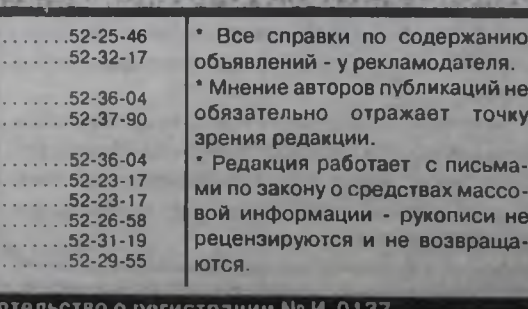 .......52-25-46
.......52-32-17
.......52-36-04
.......52-37-90
.......52-36-04
.......52-23-17
.......52-23-17
.......52-26-58
.......52-31-19
.......52-29-55
* Все справки по содержанию
объявлений - у рекламодателя.
* Мнение авторов публикаций не
обязательно отражает точку
зрения редакции.
* Редакция работает с письма-
ми по закону о средствах массо-
вой информации - рукописи не
рецензируются и не возвраща-
ются.
о регистрации № И-0177